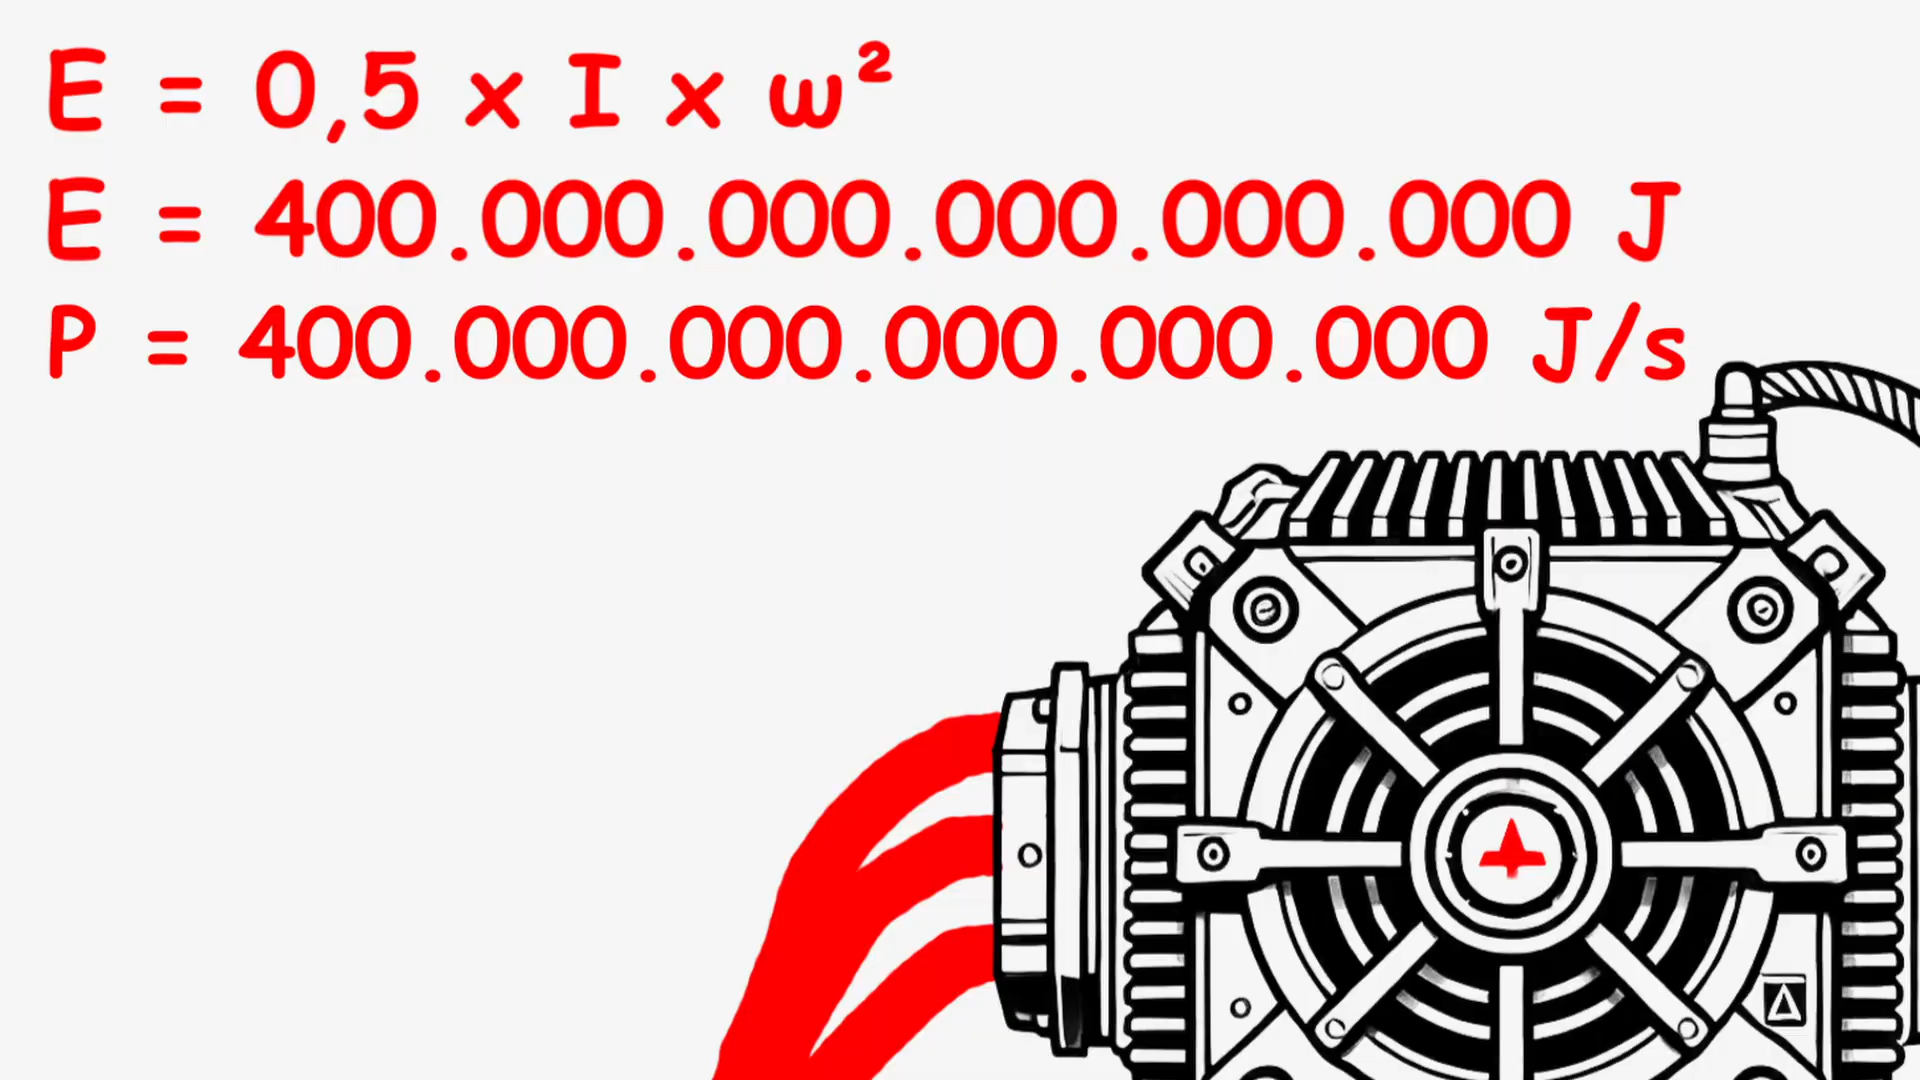 E = 0,5 x I x ω²
E = 400.000.000.000.000.000 J
P = 400.000.000.000.000.000 J/s